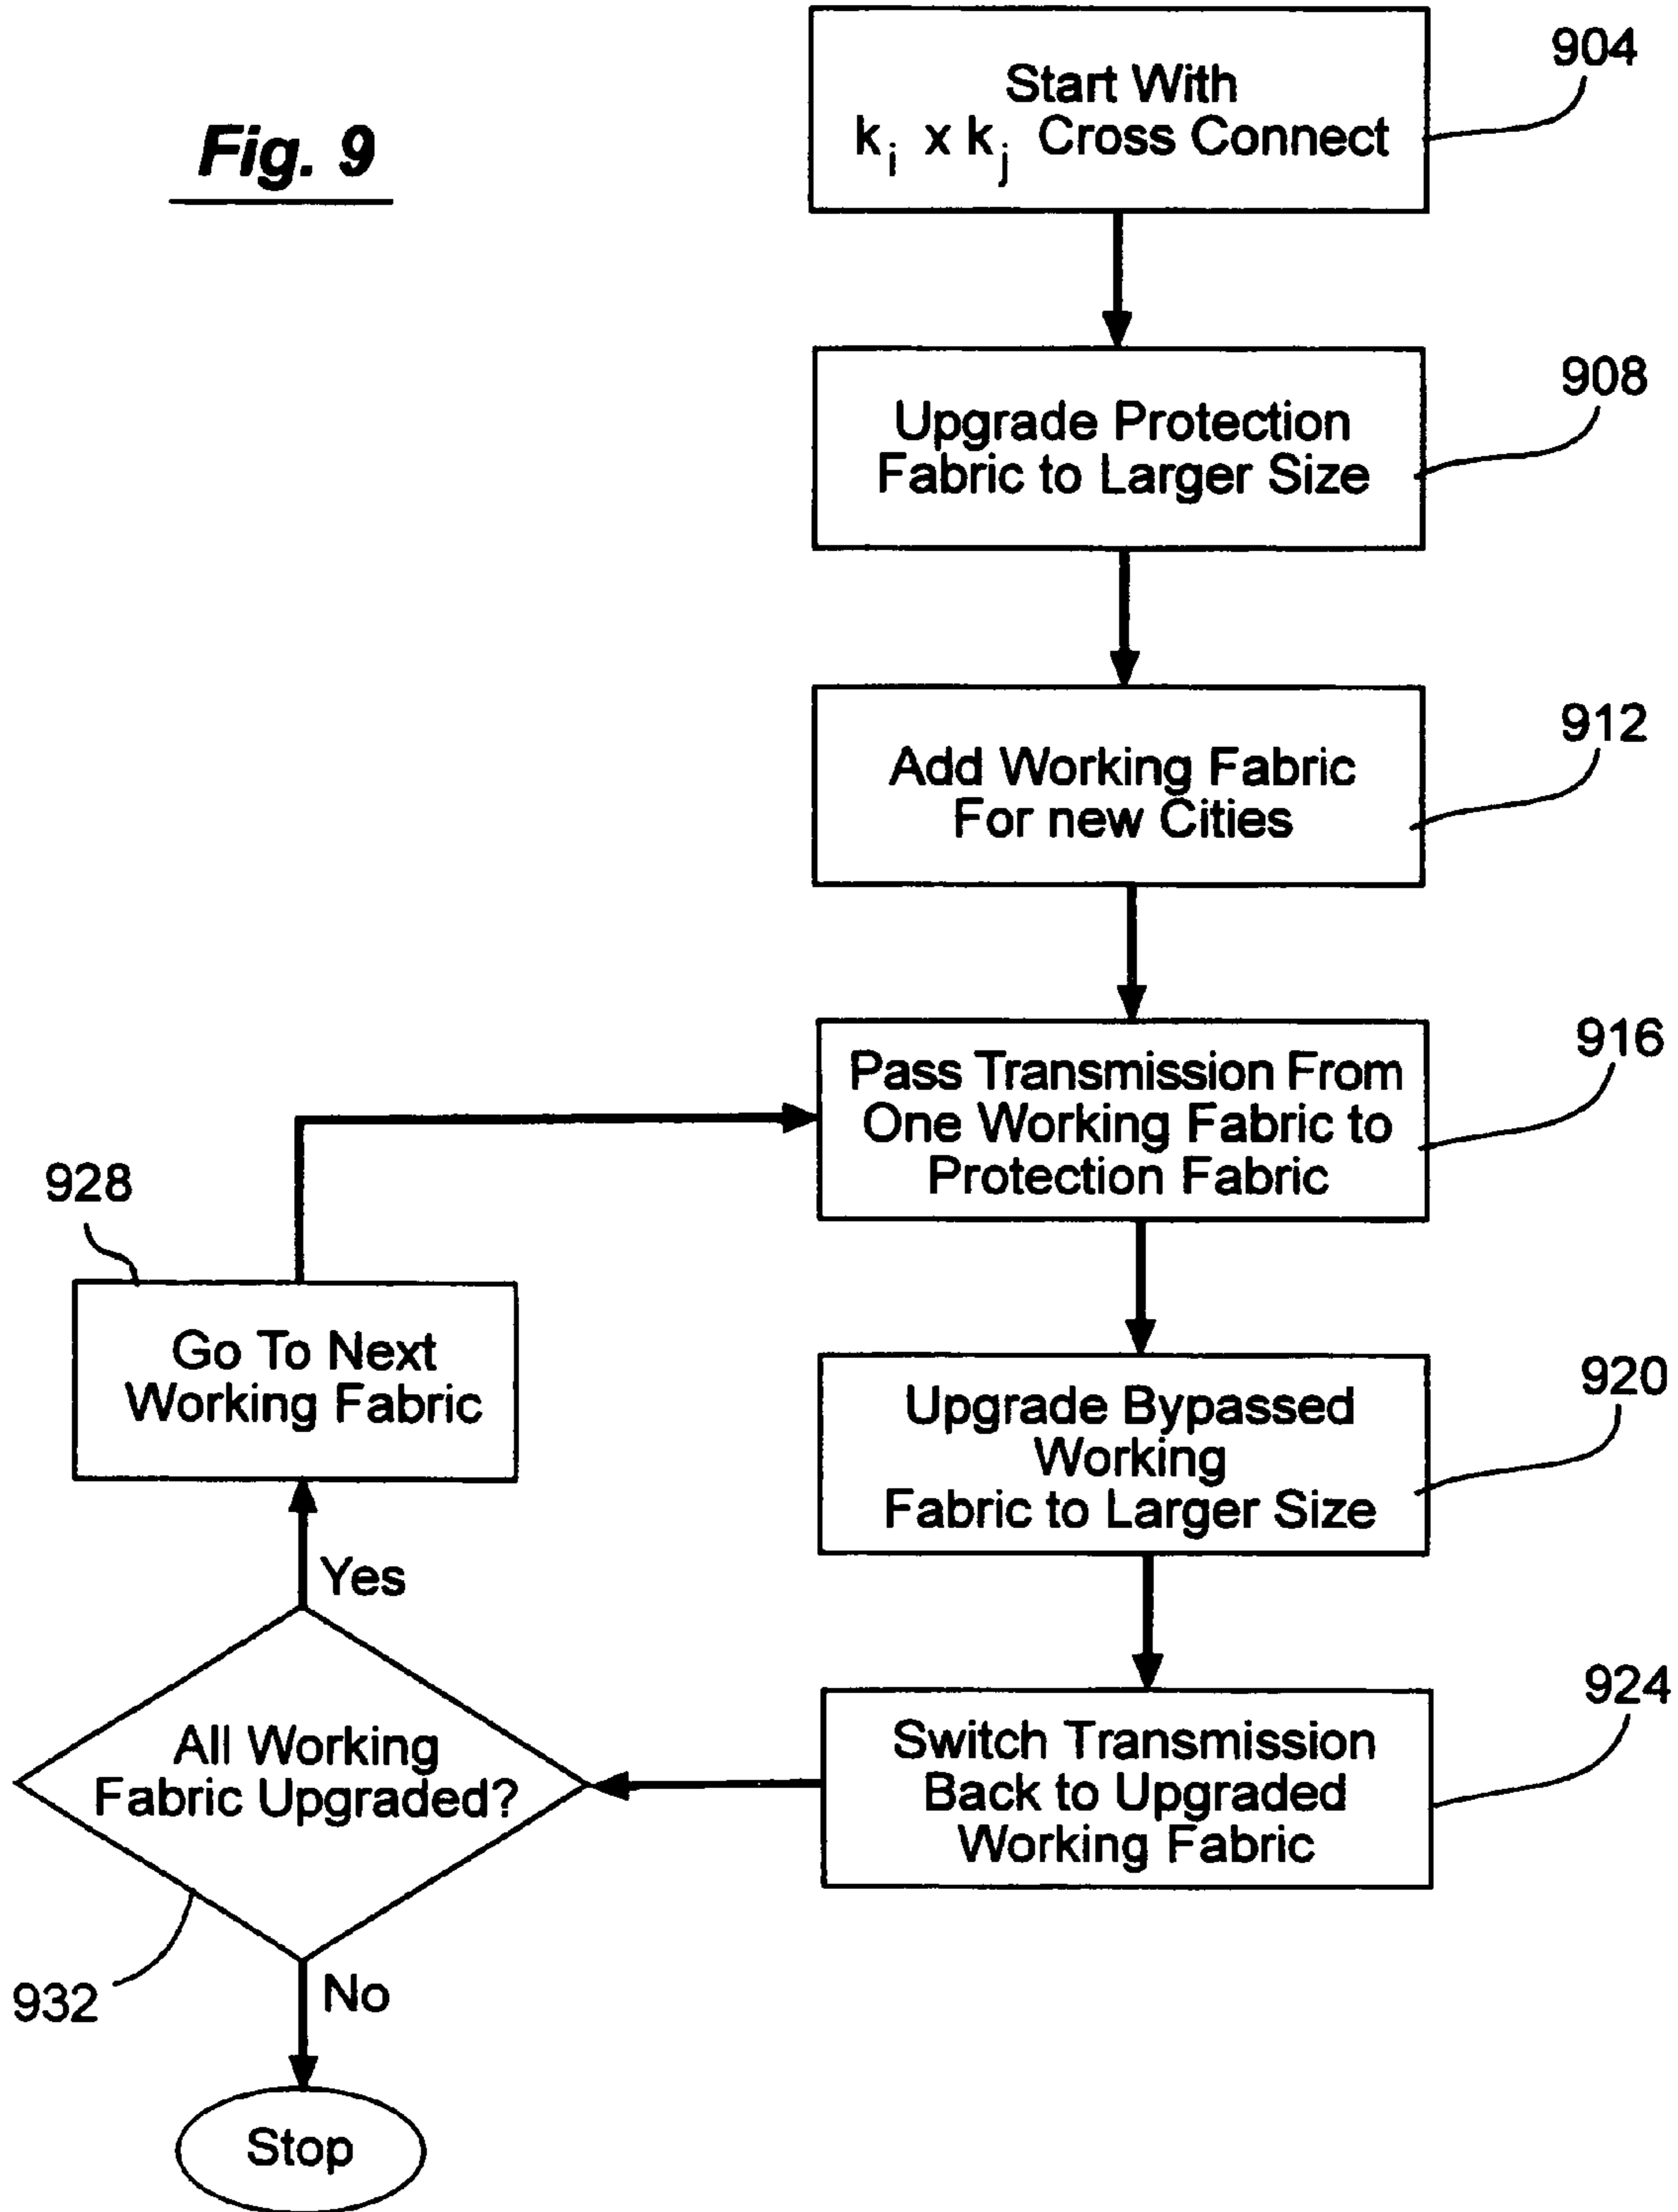 Fig. 9
Start With
k_i x k_j Cross Connect
904
Upgrade Protection
Fabric to Larger Size
908
Add Working Fabric
For new Cities
912
Pass Transmission From
One Working Fabric to
Protection Fabric
916
928
Go To Next
Working Fabric
Upgrade Bypassed
Working
Fabric to Larger Size
920
Yes
Switch Transmission
Back to Upgraded
Working Fabric
924
All Working
Fabric Upgraded?
932
No
Stop